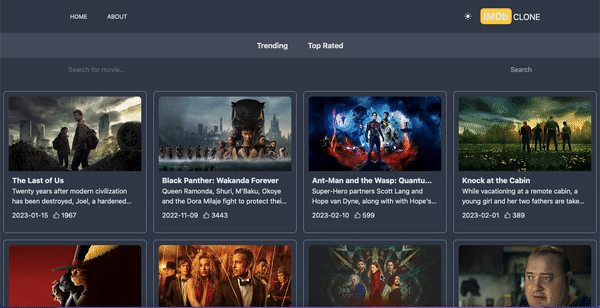 HOME ABOUT IMDb CLONE
Trending Top Rated
Search for movie... Search
The Last of Us
Twenty years after modern civilization
has been destroyed, Joel, a hardened...
2023-01-15 1967
Black Panther: Wakanda Forever
Queen Ramonda, Shuri, M'Baku, Okoye
and the Dora Milaje fight to protect thei...
2022-11-09 3443
Ant-Man and the Wasp: Quantu...
Super-Hero partners Scott Lang and
Hope van Dyne, along with with Hope's...
2023-02-10 599
Knock at the Cabin
While vacationing at a remote cabin, a
young girl and her two fathers are take...
2023-02-01 389